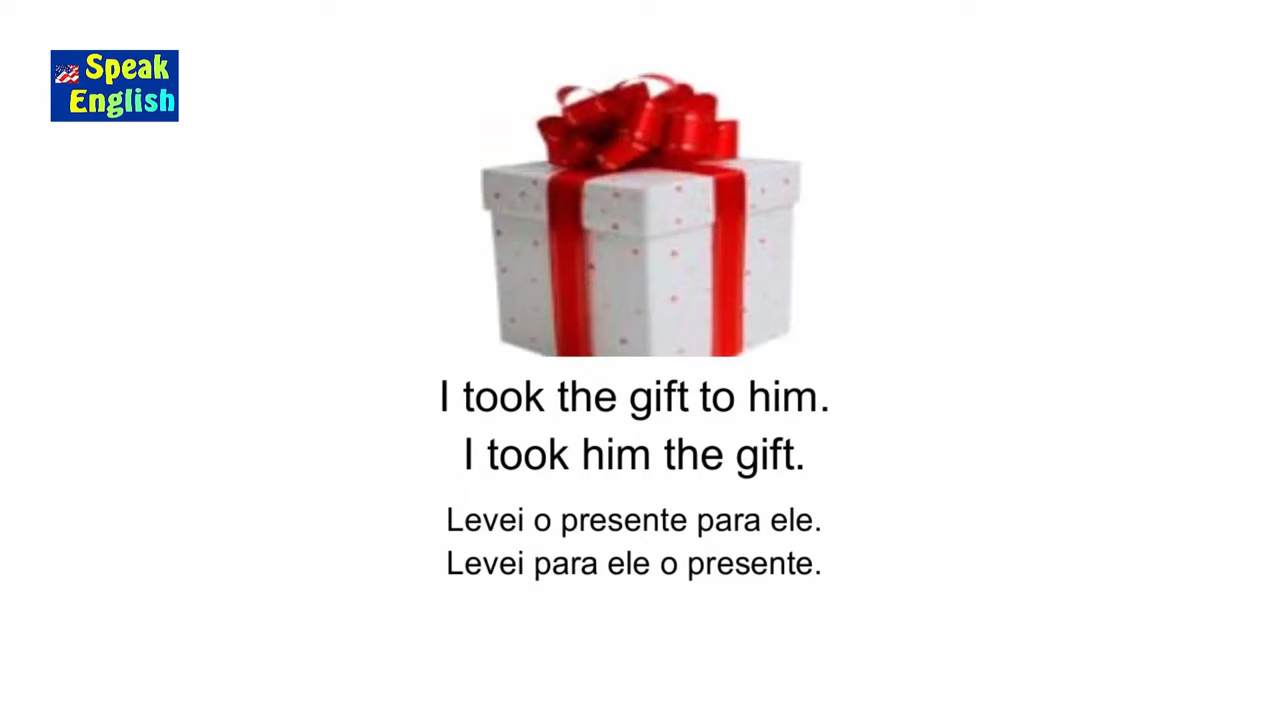 Speak
English
I took the gift to him.
I took him the gift.
Levei o presente para ele.
Levei para ele o presente.